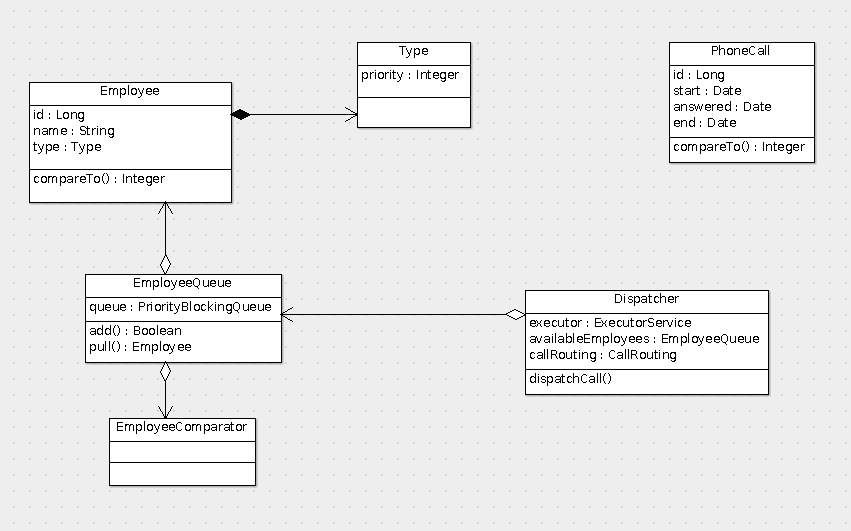 Type
priority : Integer
PhoneCall
id : Long
start : Date
answered : Date
end : Date
compareTo() : Integer
Employee
id : Long
name : String
type : Type
compareTo() : Integer
EmployeeQueue
queue : PriorityBlockingQueue
add() : Boolean
pull() : Employee
Dispatcher
executor : ExecutorService
availableEmployees : EmployeeQueue
callRouting : CallRouting
dispatchCall()
EmployeeComparator